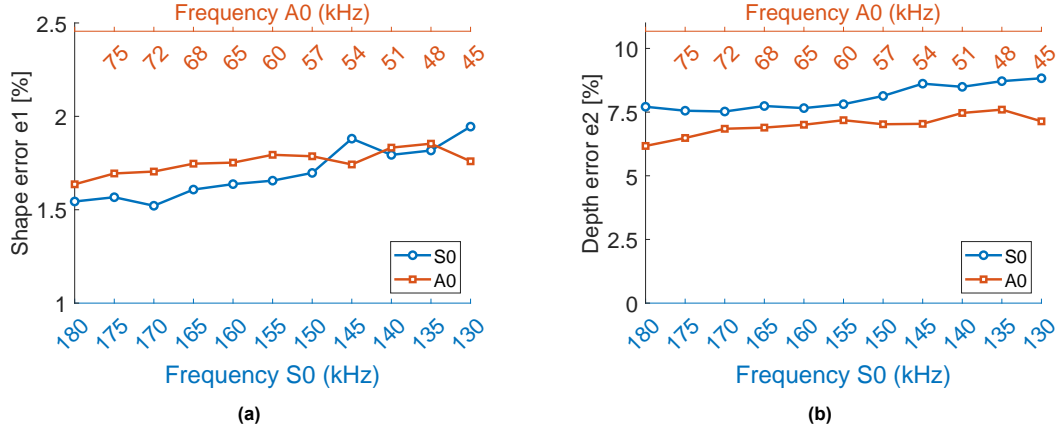 Frequency A0 (kHz)
75 72 68 65 60 57 54 51 48 45
2.5
2
1.5
1
Shape error e1 [%]
S0
A0
180 175 170 165 160 155 150 145 140 135 130
Frequency S0 (kHz)
(a)
Frequency A0 (kHz)
75 72 68 65 60 57 54 51 48 45
10
7.5
5
2.5
0
Depth error e2 [%]
S0
A0
180 175 170 165 160 155 150 145 140 135 130
Frequency S0 (kHz)
(b)